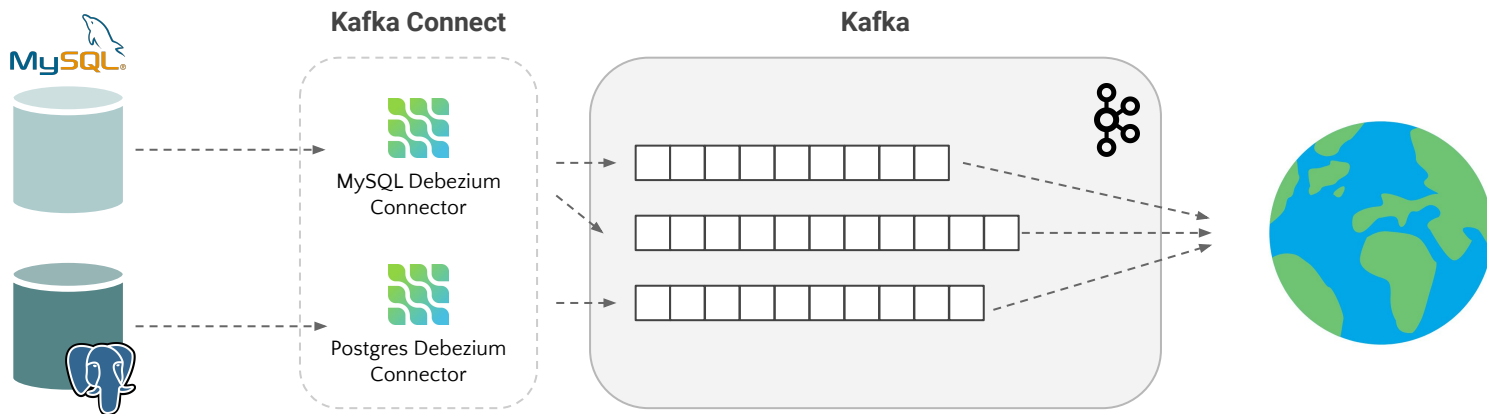 Kafka Connect
Kafka
MySQL®
MySQL Debezium
Connector
Postgres Debezium
Connector